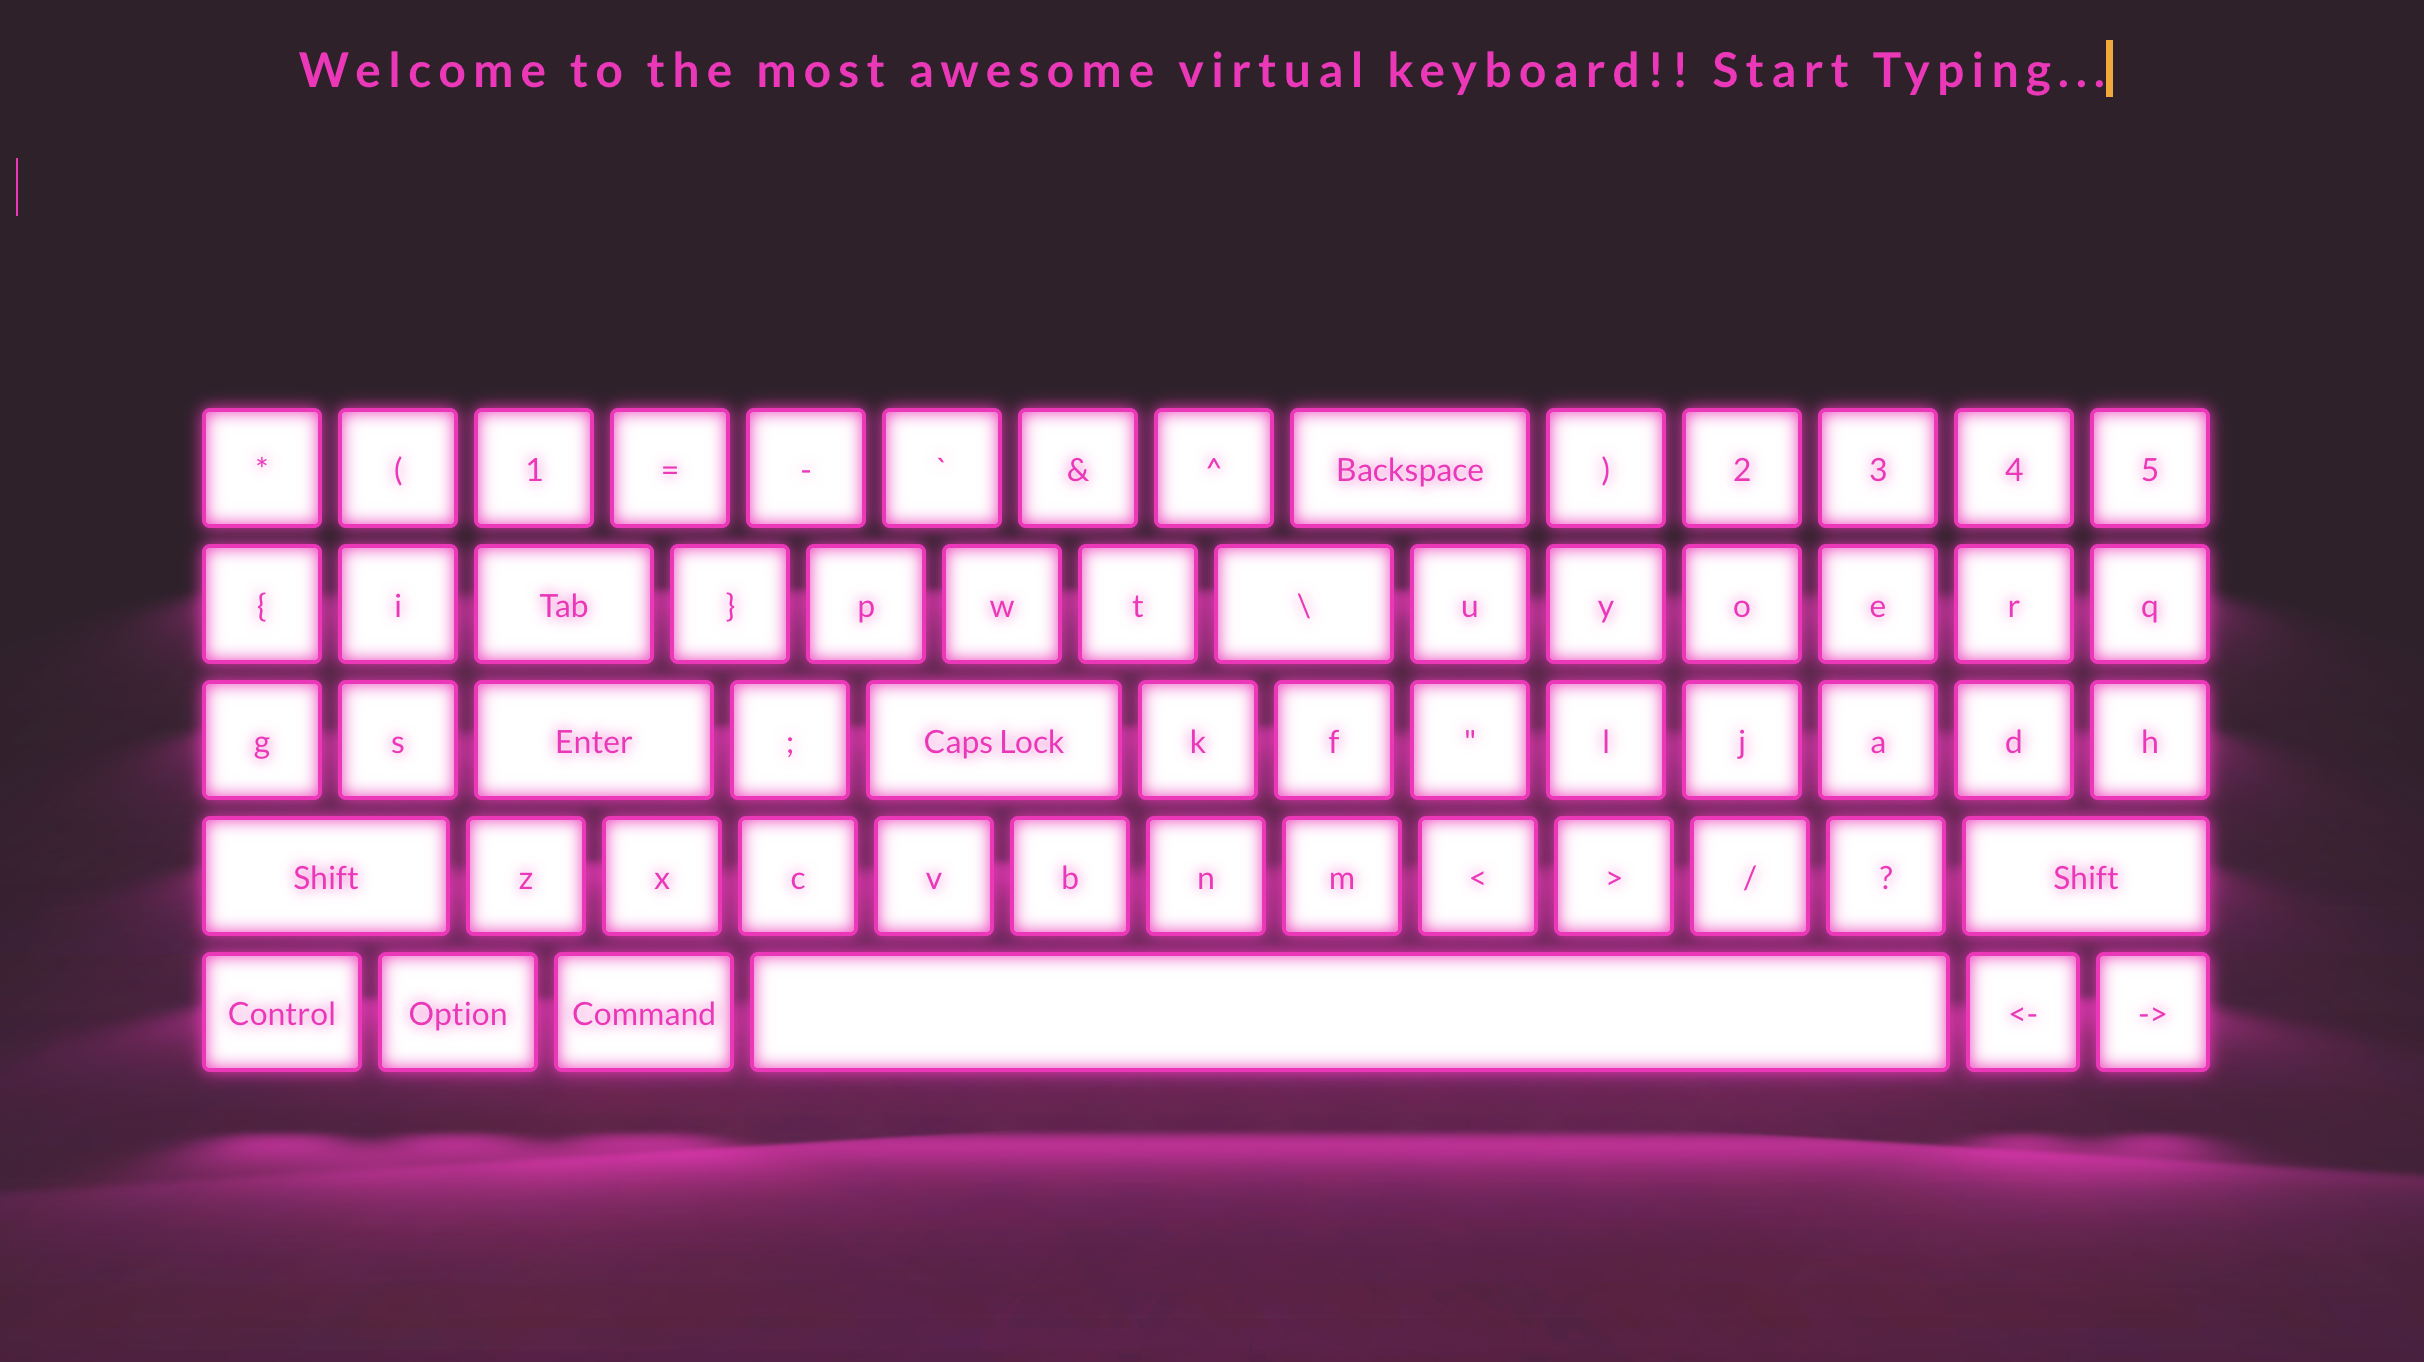 Welcome to the most awesome virtual keyboard!! Start Typing...
* ( 1 = - ` & ^ Backspace ) 2 3 4 5
{ i Tab } p w t \ u y o e r q
g s Enter ; Caps Lock k f " l j a d h
Shift z x c v b n m < > / ? Shift
Control Option Command <- ->